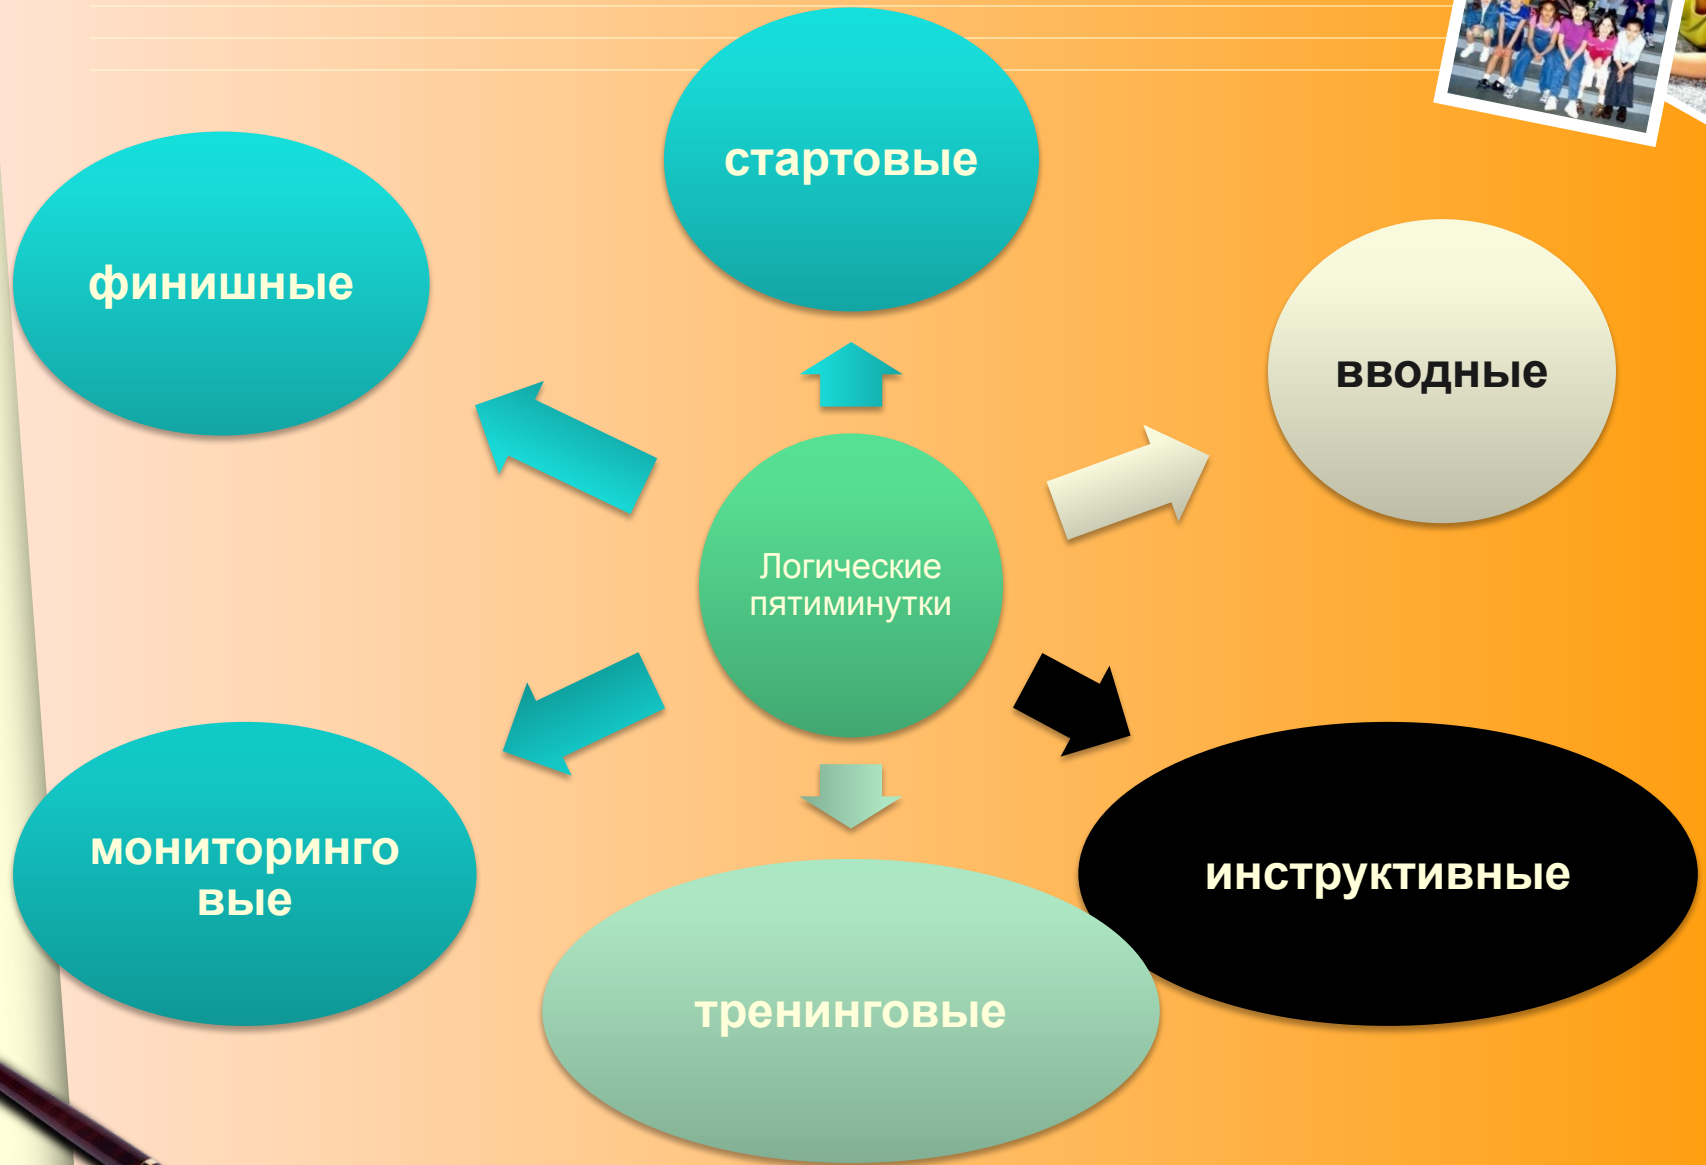 стартовые
финишные
вводные
Логические
пятиминутки
мониторинго
вые
инструктивные
тренинговые